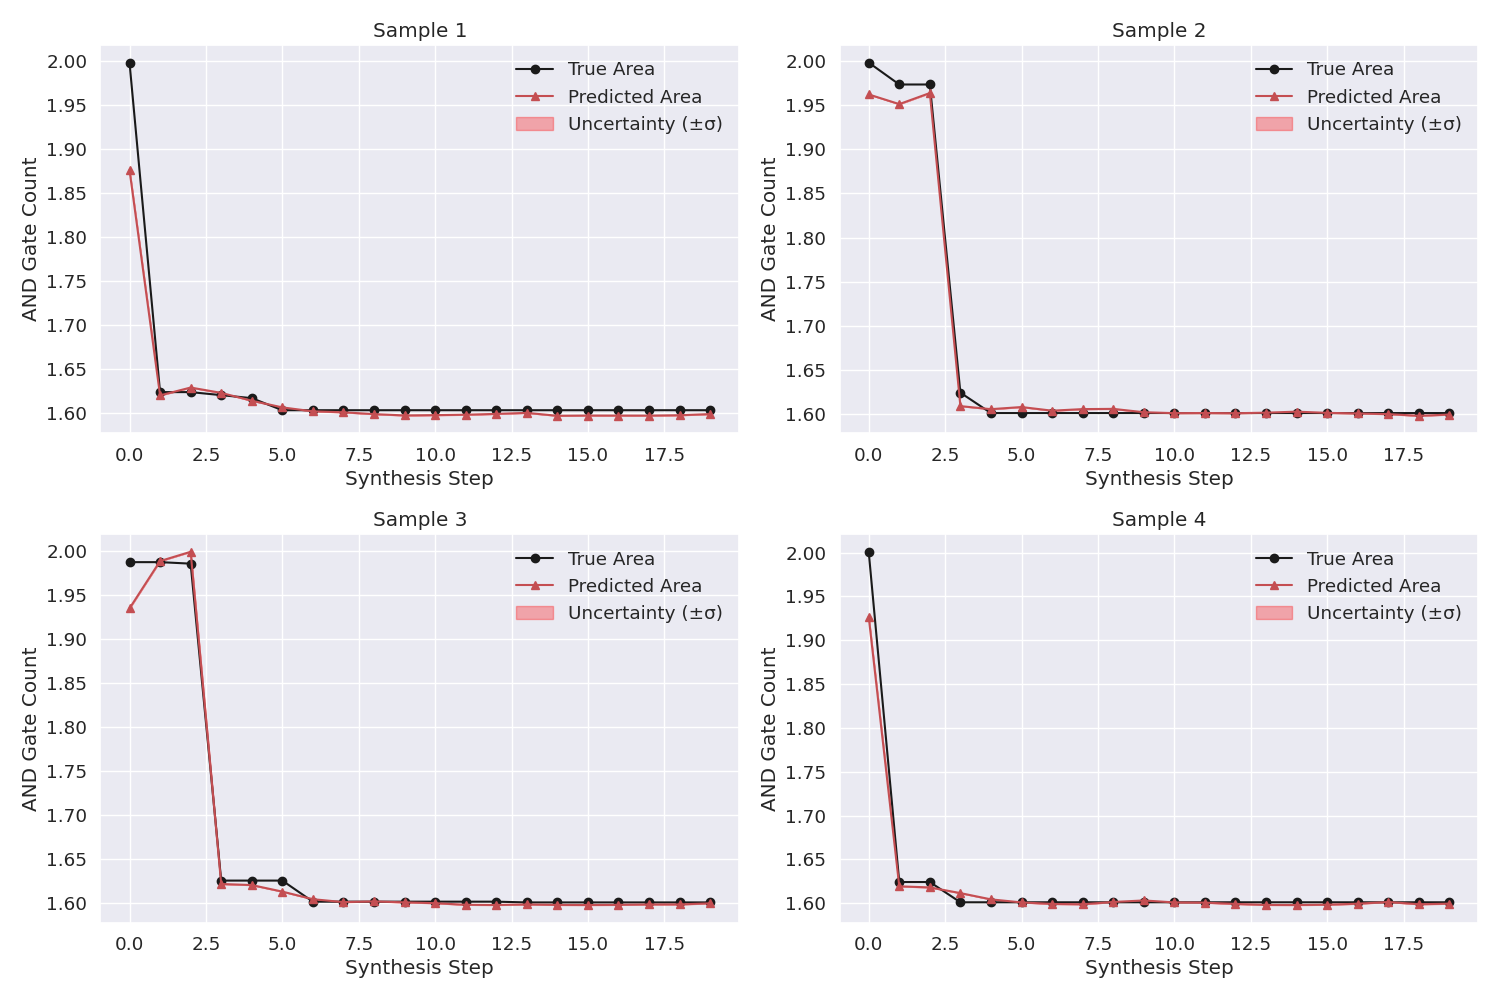 Sample 1
True Area
Predicted Area
Uncertainty (±σ)
AND Gate Count
2.00
1.95
1.90
1.85
1.80
1.75
1.70
1.65
1.60
0.0 2.5 5.0 7.5 10.0 12.5 15.0 17.5
Synthesis Step
Sample 2
True Area
Predicted Area
Uncertainty (±σ)
AND Gate Count
2.00
1.95
1.90
1.85
1.80
1.75
1.70
1.65
1.60
0.0 2.5 5.0 7.5 10.0 12.5 15.0 17.5
Synthesis Step
Sample 3
True Area
Predicted Area
Uncertainty (±σ)
AND Gate Count
2.00
1.95
1.90
1.85
1.80
1.75
1.70
1.65
1.60
0.0 2.5 5.0 7.5 10.0 12.5 15.0 17.5
Synthesis Step
Sample 4
True Area
Predicted Area
Uncertainty (±σ)
AND Gate Count
2.00
1.95
1.90
1.85
1.80
1.75
1.70
1.65
1.60
0.0 2.5 5.0 7.5 10.0 12.5 15.0 17.5
Synthesis Step